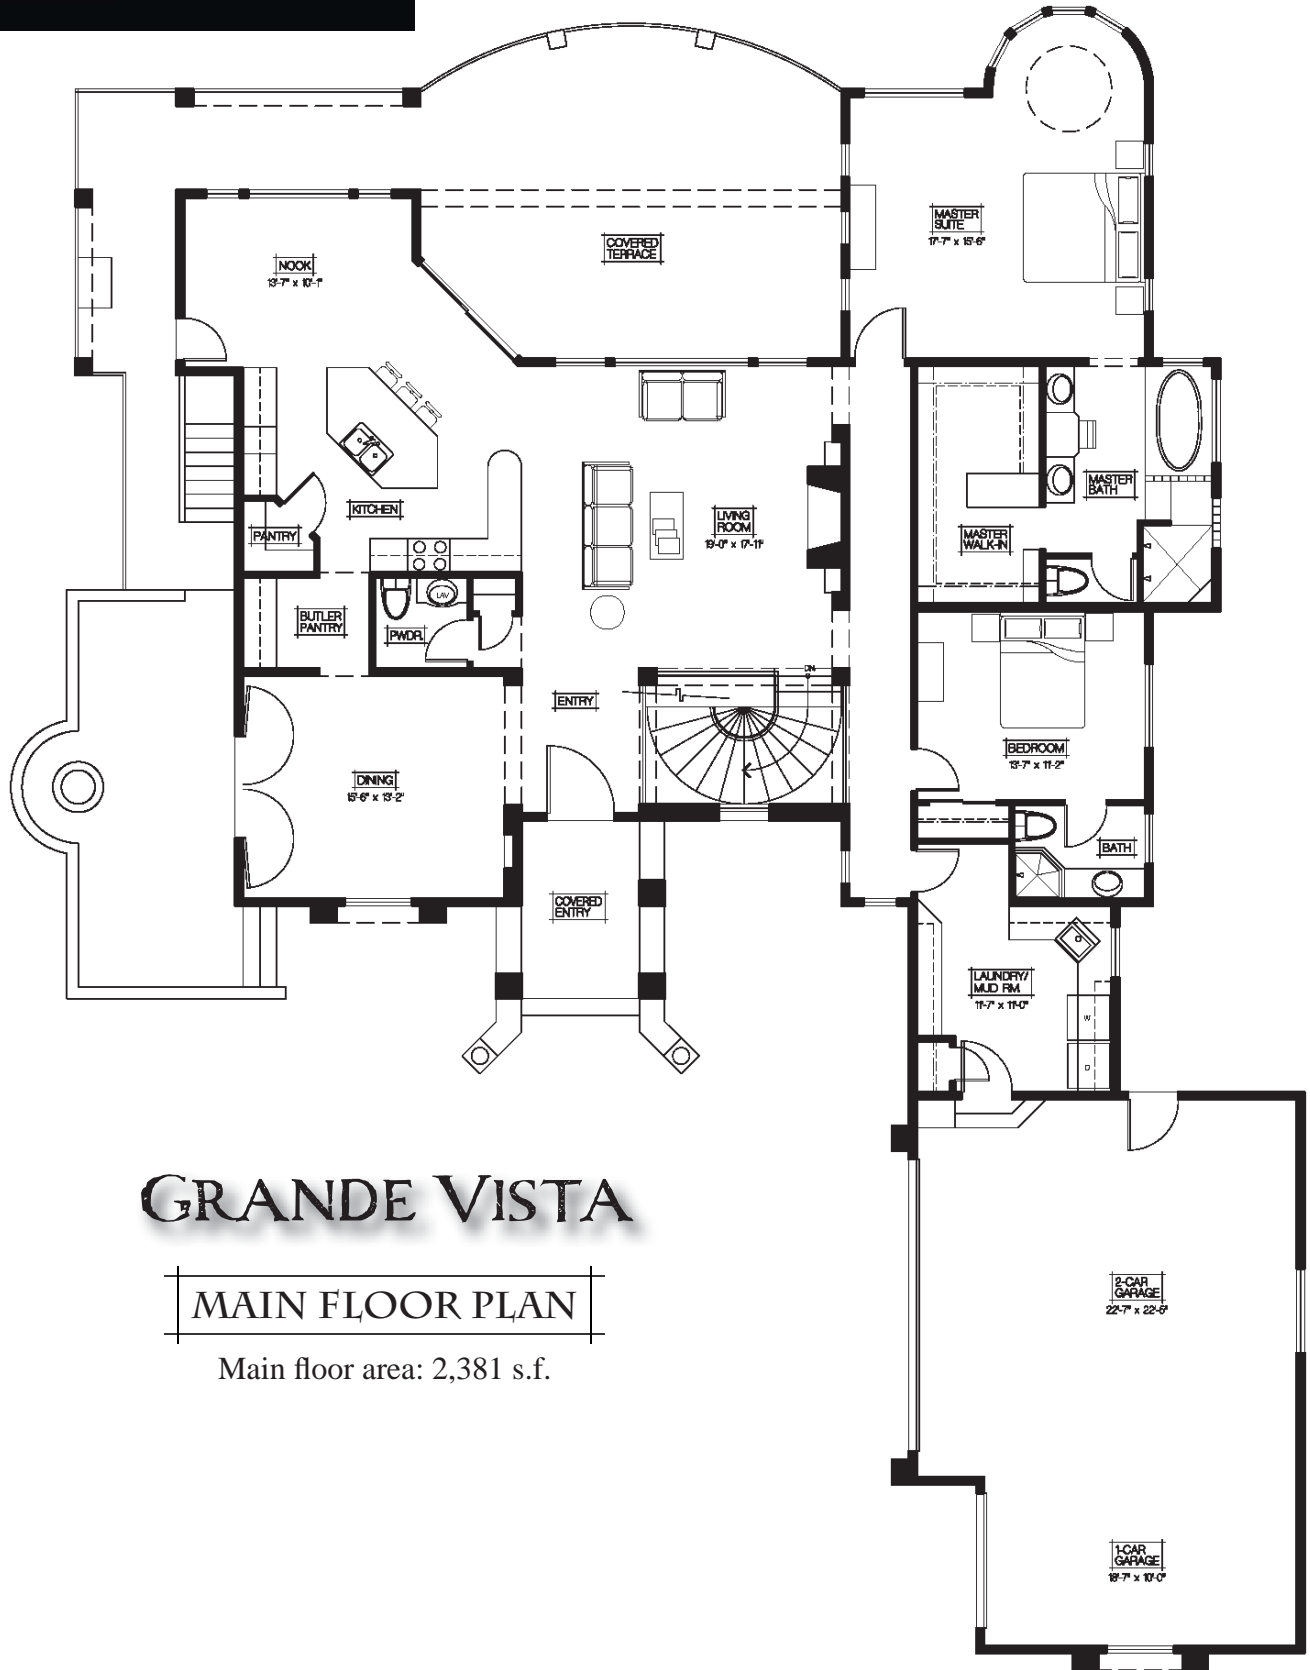 MASTER
SUITE
17'-7" x 15'-6"
COVERED
TERRACE
NOOK
13'-7" x 10'-1"
KITCHEN
PANTRY
LIVING
ROOM
19'-0" x 17'-11"
MASTER
BATH
MASTER
WALK-IN
BUTLER
PANTRY
LAV
PWDR.
DN
ENTRY
BEDROOM
13'-7" x 11'-2"
DINING
15'-6" x 13'-2"
BATH
COVERED
ENTRY
LAUNDRY/
MUD RM.
11'-7" x 11'-0"
W
D
GRANDE VISTA
MAIN FLOOR PLAN
Main floor area: 2,381 s.f.
2-CAR
GARAGE
22'-7" x 22'-6"
1-CAR
GARAGE
18'-7" x 10'-0"